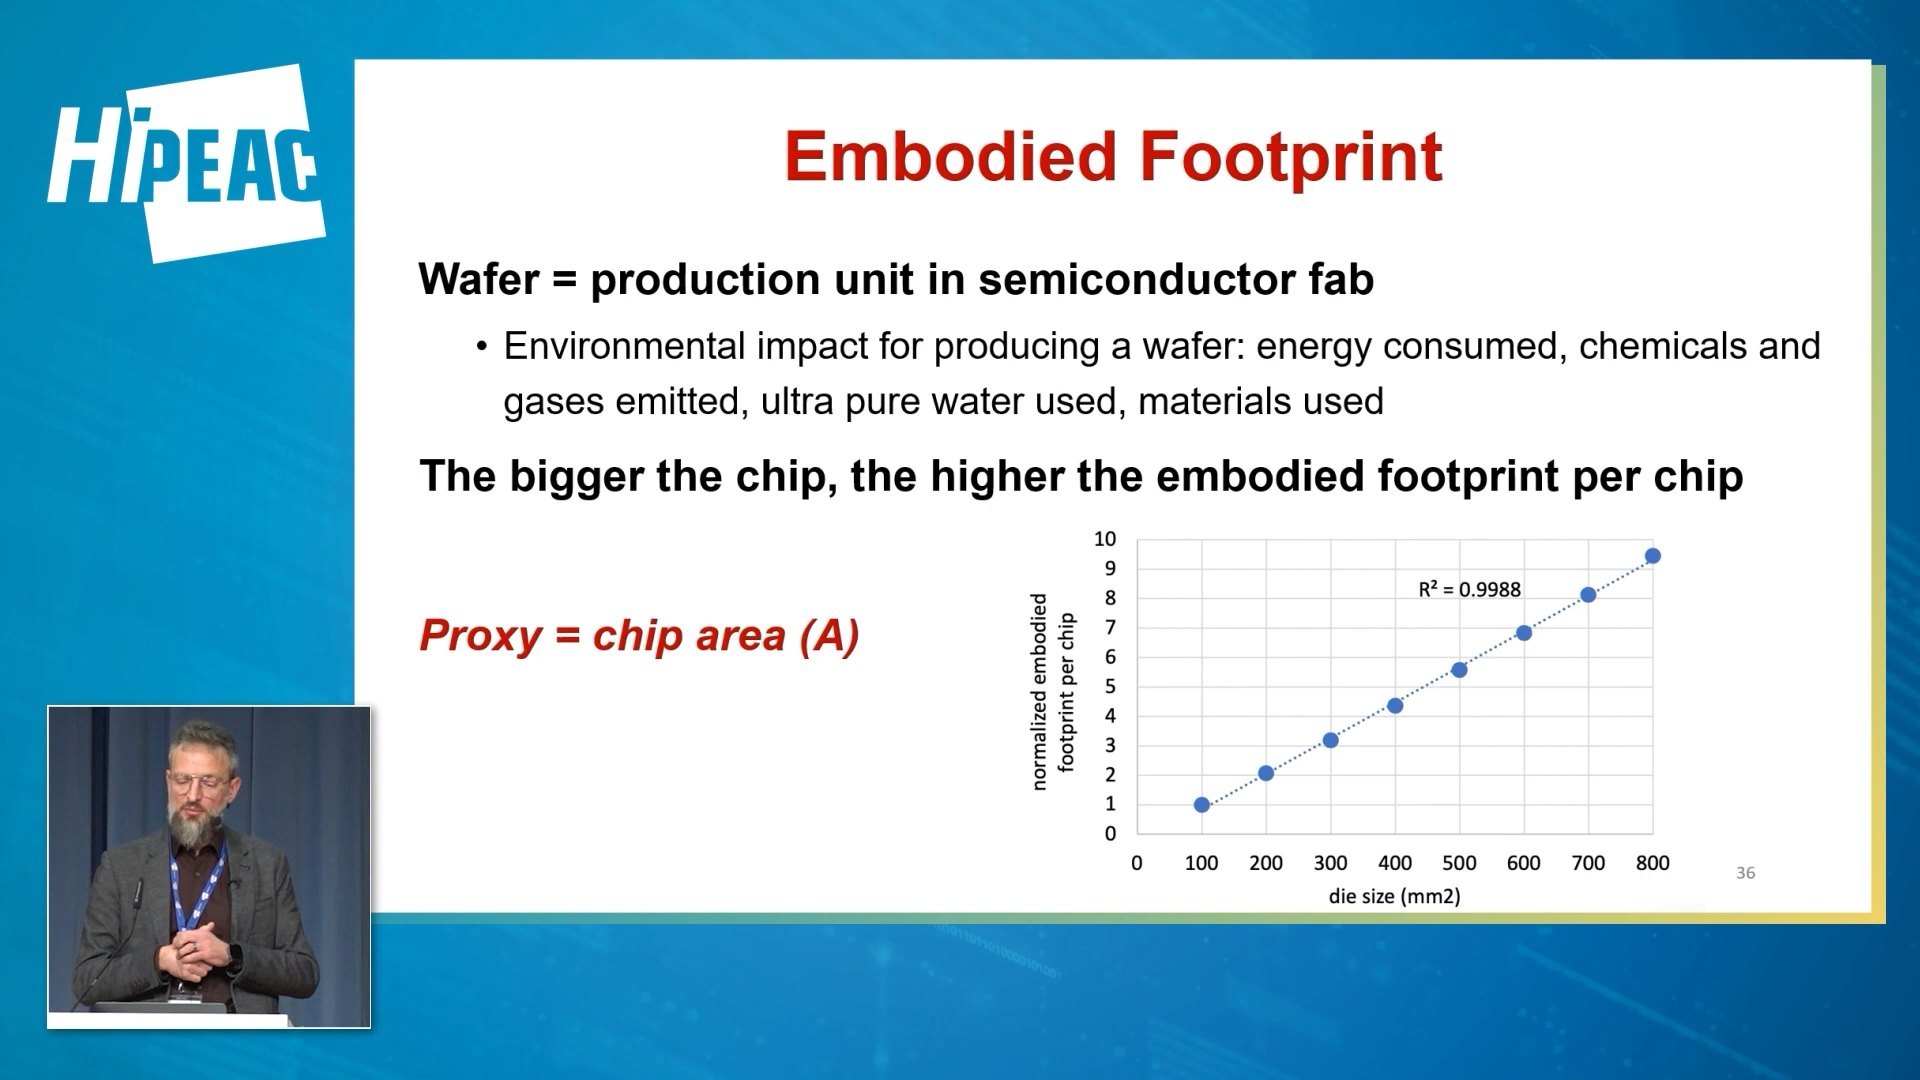 HiPEAC
Embodied Footprint
Wafer = production unit in semiconductor fab
• Environmental impact for producing a wafer: energy consumed, chemicals and
gases emitted, ultra pure water used, materials used
The bigger the chip, the higher the embodied footprint per chip
Proxy = chip area (A)
normalized embodied
footprint per chip
10
9
8
7
6
5
4
3
2
1
0
R² = 0.9988
0 100 200 300 400 500 600 700 800
die size (mm2)
36